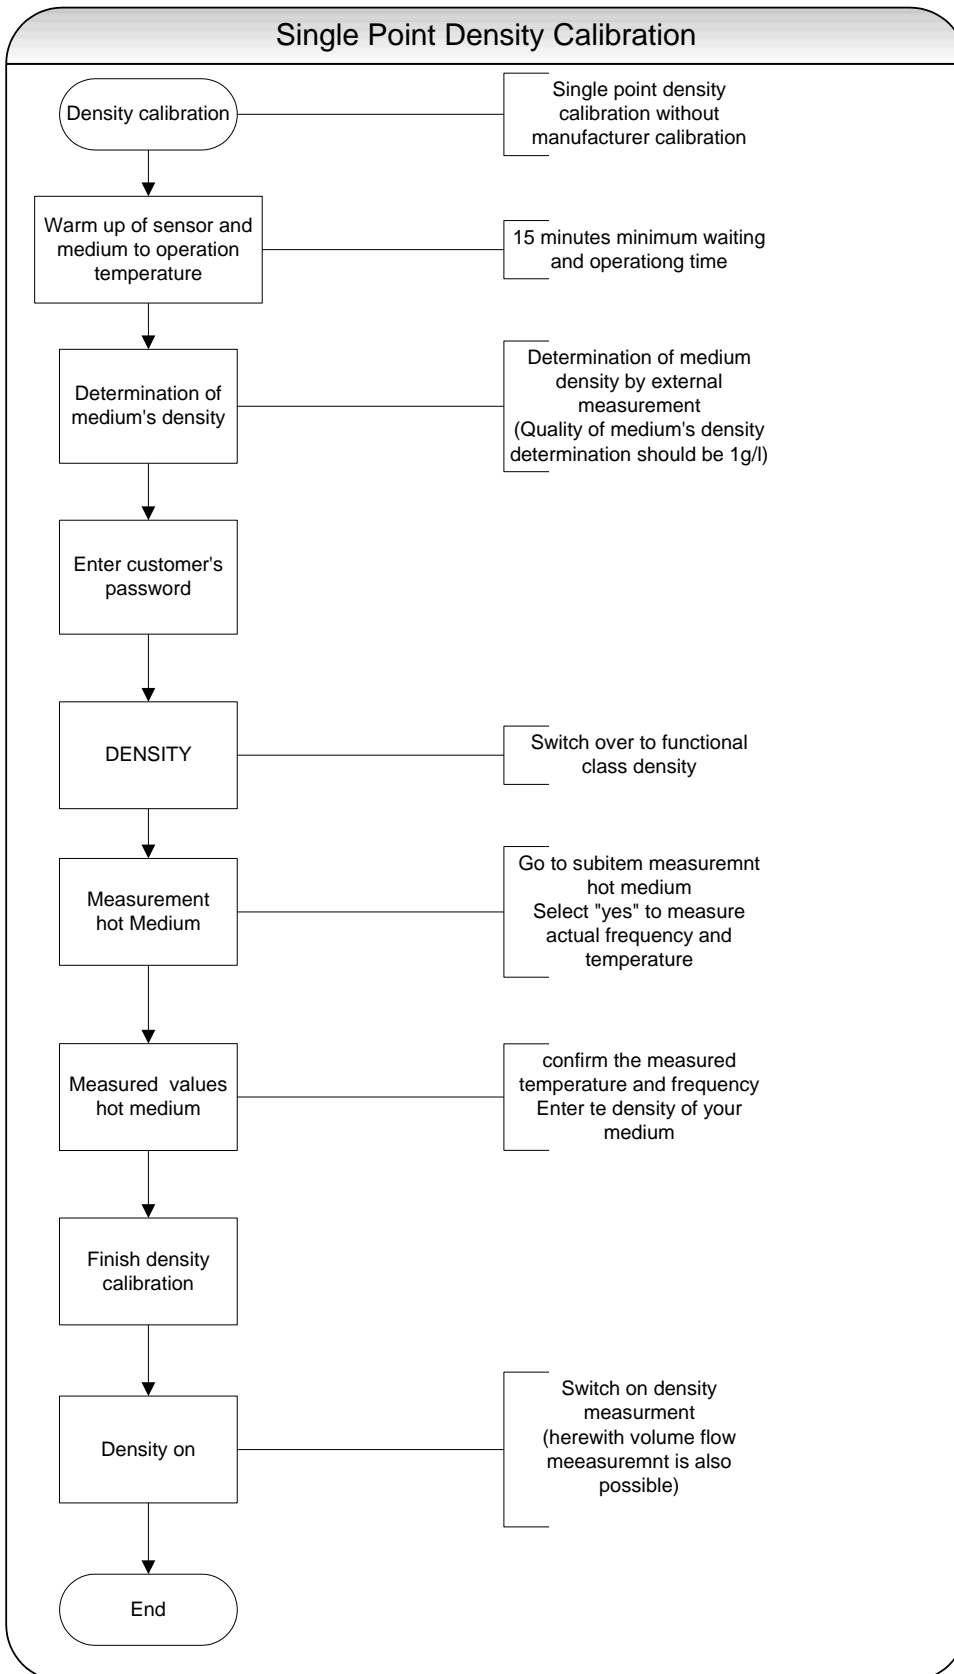 Single Point Density Calibration
Density calibration
Single point density
calibration without
manufacturer calibration
Warm up of sensor and
medium to operation
temperature
15 minutes minimum waiting
and operationg time
Determination of
medium's density
Determination of medium
density by external
measurement
(Quality of medium's density
determination should be 1g/l)
Enter customer's
password
DENSITY
Switch over to functional
class density
Measurement
hot Medium
Go to subitem measuremnt
hot medium
Select "yes" to measure
actual frequency and
temperature
Measured values
hot medium
confirm the measured
temperature and frequency
Enter te density of your
medium
Finish density
calibration
Density on
Switch on density
measurment
(herewith volume flow
meeasuremnt is also
possible)
End